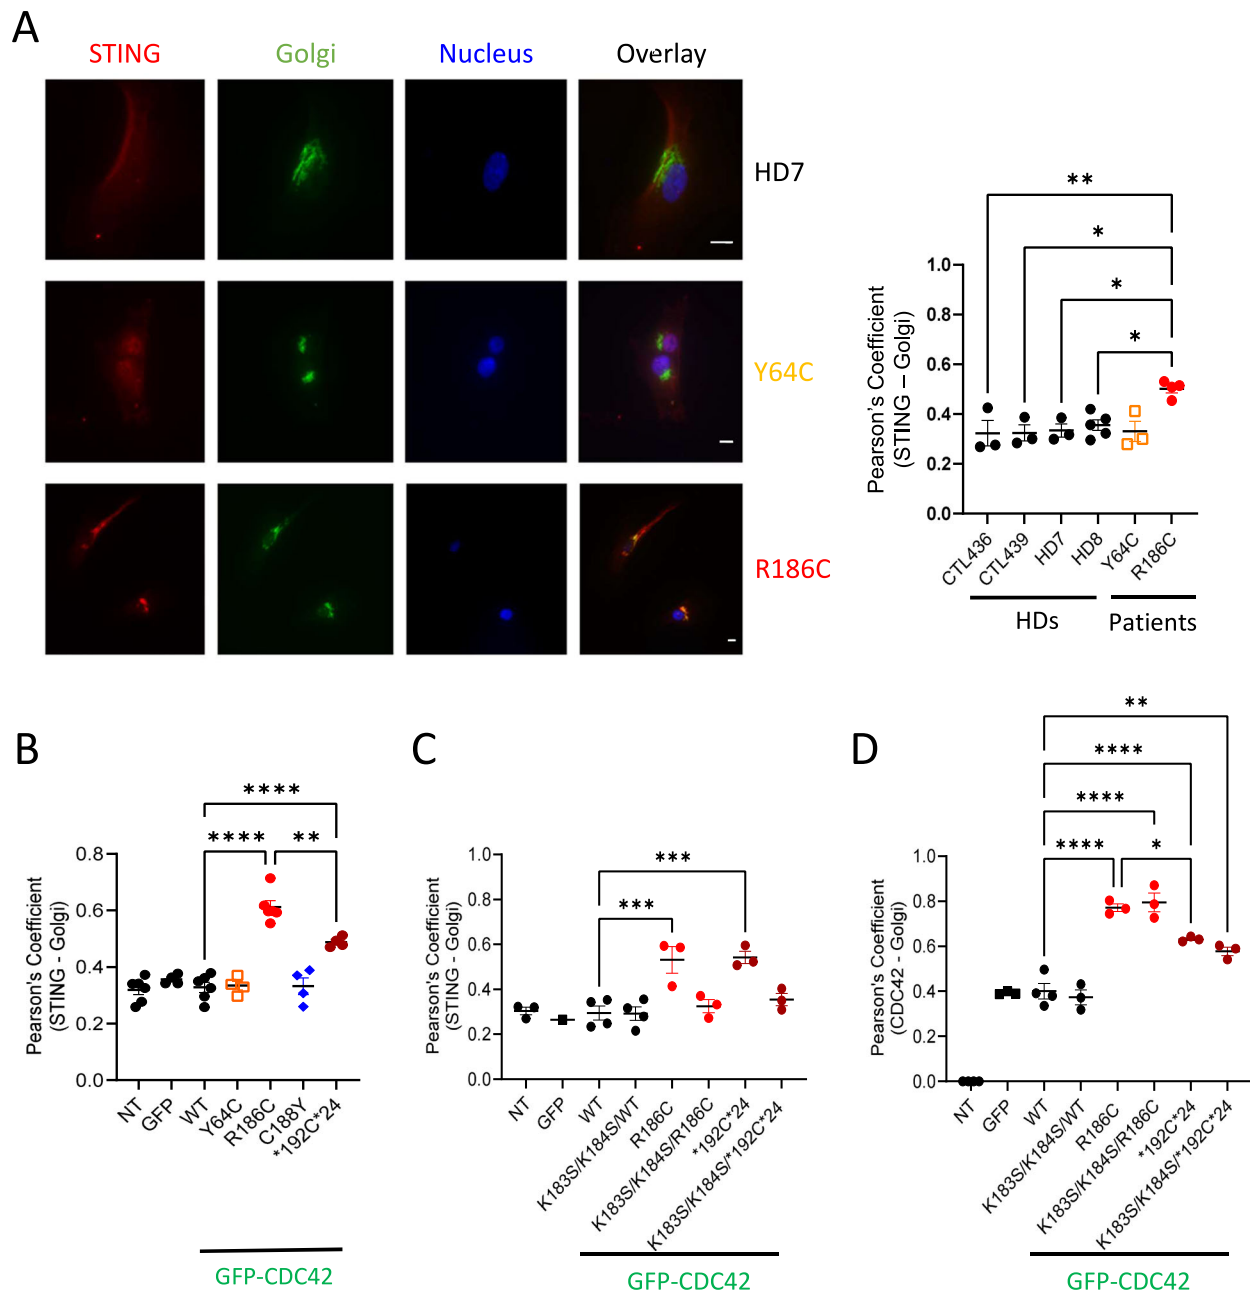 A
STING
Golgi
Nucleus
Overlay
HD7
Y64C
R186C
**
*
*
*
Pearson's Coefficient
(STING – Golgi)
1.0
0.8
0.6
0.4
0.2
0.0
CTL436
CTL439
HD7
HD8
Y64C
R186C
HDs
Patients
B
****
****
**
Pearson's Coefficient
(STING - Golgi)
0.8
0.6
0.4
0.2
0.0
NT
GFP
WT
Y64C
R186C
C188Y
*192C*24
GFP-CDC42
C
***
***
Pearson's Coefficient
(STING - Golgi)
1.0
0.8
0.6
0.4
0.2
0.0
NT
GFP
WT
K183S/K184S/WT
R186C
K183S/K184S/R186C
*192C*24
K183S/K184S/*192C*24
GFP-CDC42
D
**
****
****
****
*
Pearson's Coefficient
(CDC42 - Golgi)
1.0
0.8
0.6
0.4
0.2
0.0
NT
GFP
WT
K183S/K184S/WT
R186C
K183S/K184S/R186C
*192C*24
K183S/K184S/*192C*24
GFP-CDC42